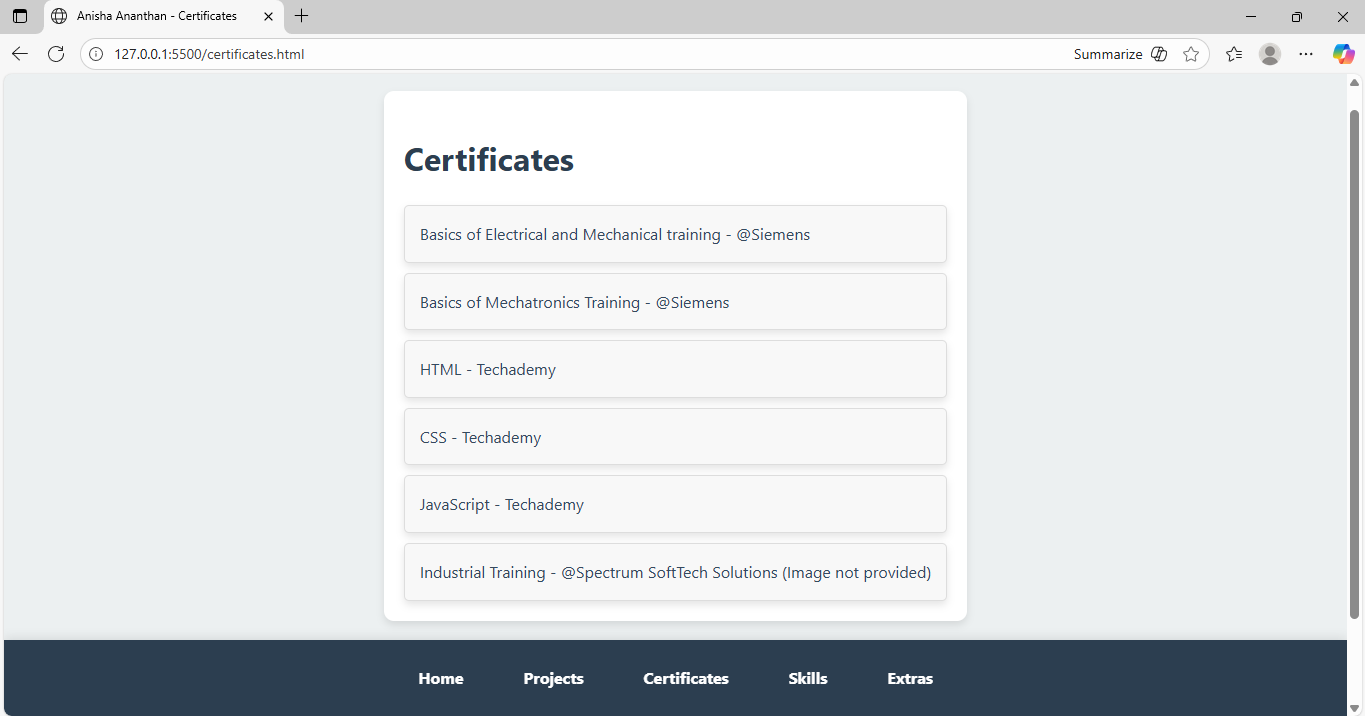 Anisha Ananthan - Certificates
127.0.0.1:5500/certificates.html
Summarize
Certificates
Basics of Electrical and Mechanical training - @Siemens
Basics of Mechatronics Training - @Siemens
HTML - Techademy
CSS - Techademy
JavaScript - Techademy
Industrial Training - @Spectrum SoftTech Solutions (Image not provided)
Home Projects Certificates Skills Extras